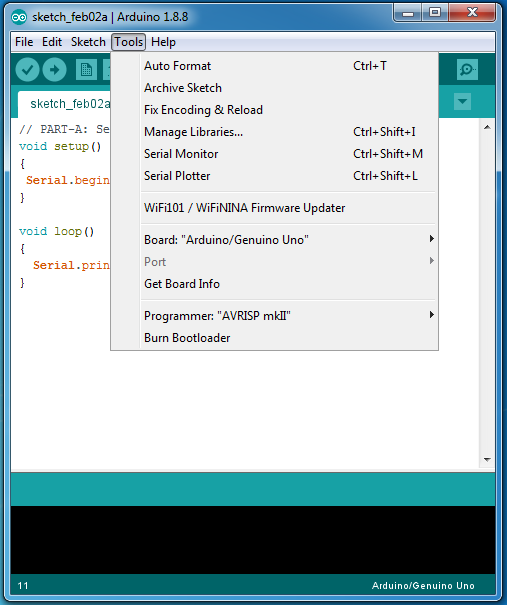 sketch_feb02a | Arduino 1.8.8
File Edit Sketch Tools Help
sketch_feb02a
// PART-A: Se
void setup()
{
Serial.begin
}
void loop()
{
Serial.prin
}
Auto Format Ctrl+T
Archive Sketch
Fix Encoding & Reload
Manage Libraries... Ctrl+Shift+I
Serial Monitor Ctrl+Shift+M
Serial Plotter Ctrl+Shift+L
WiFi101 / WiFiNINA Firmware Updater
Board: "Arduino/Genuino Uno"
Port
Get Board Info
Programmer: "AVRISP mkII"
Burn Bootloader
11 Arduino/Genuino Uno